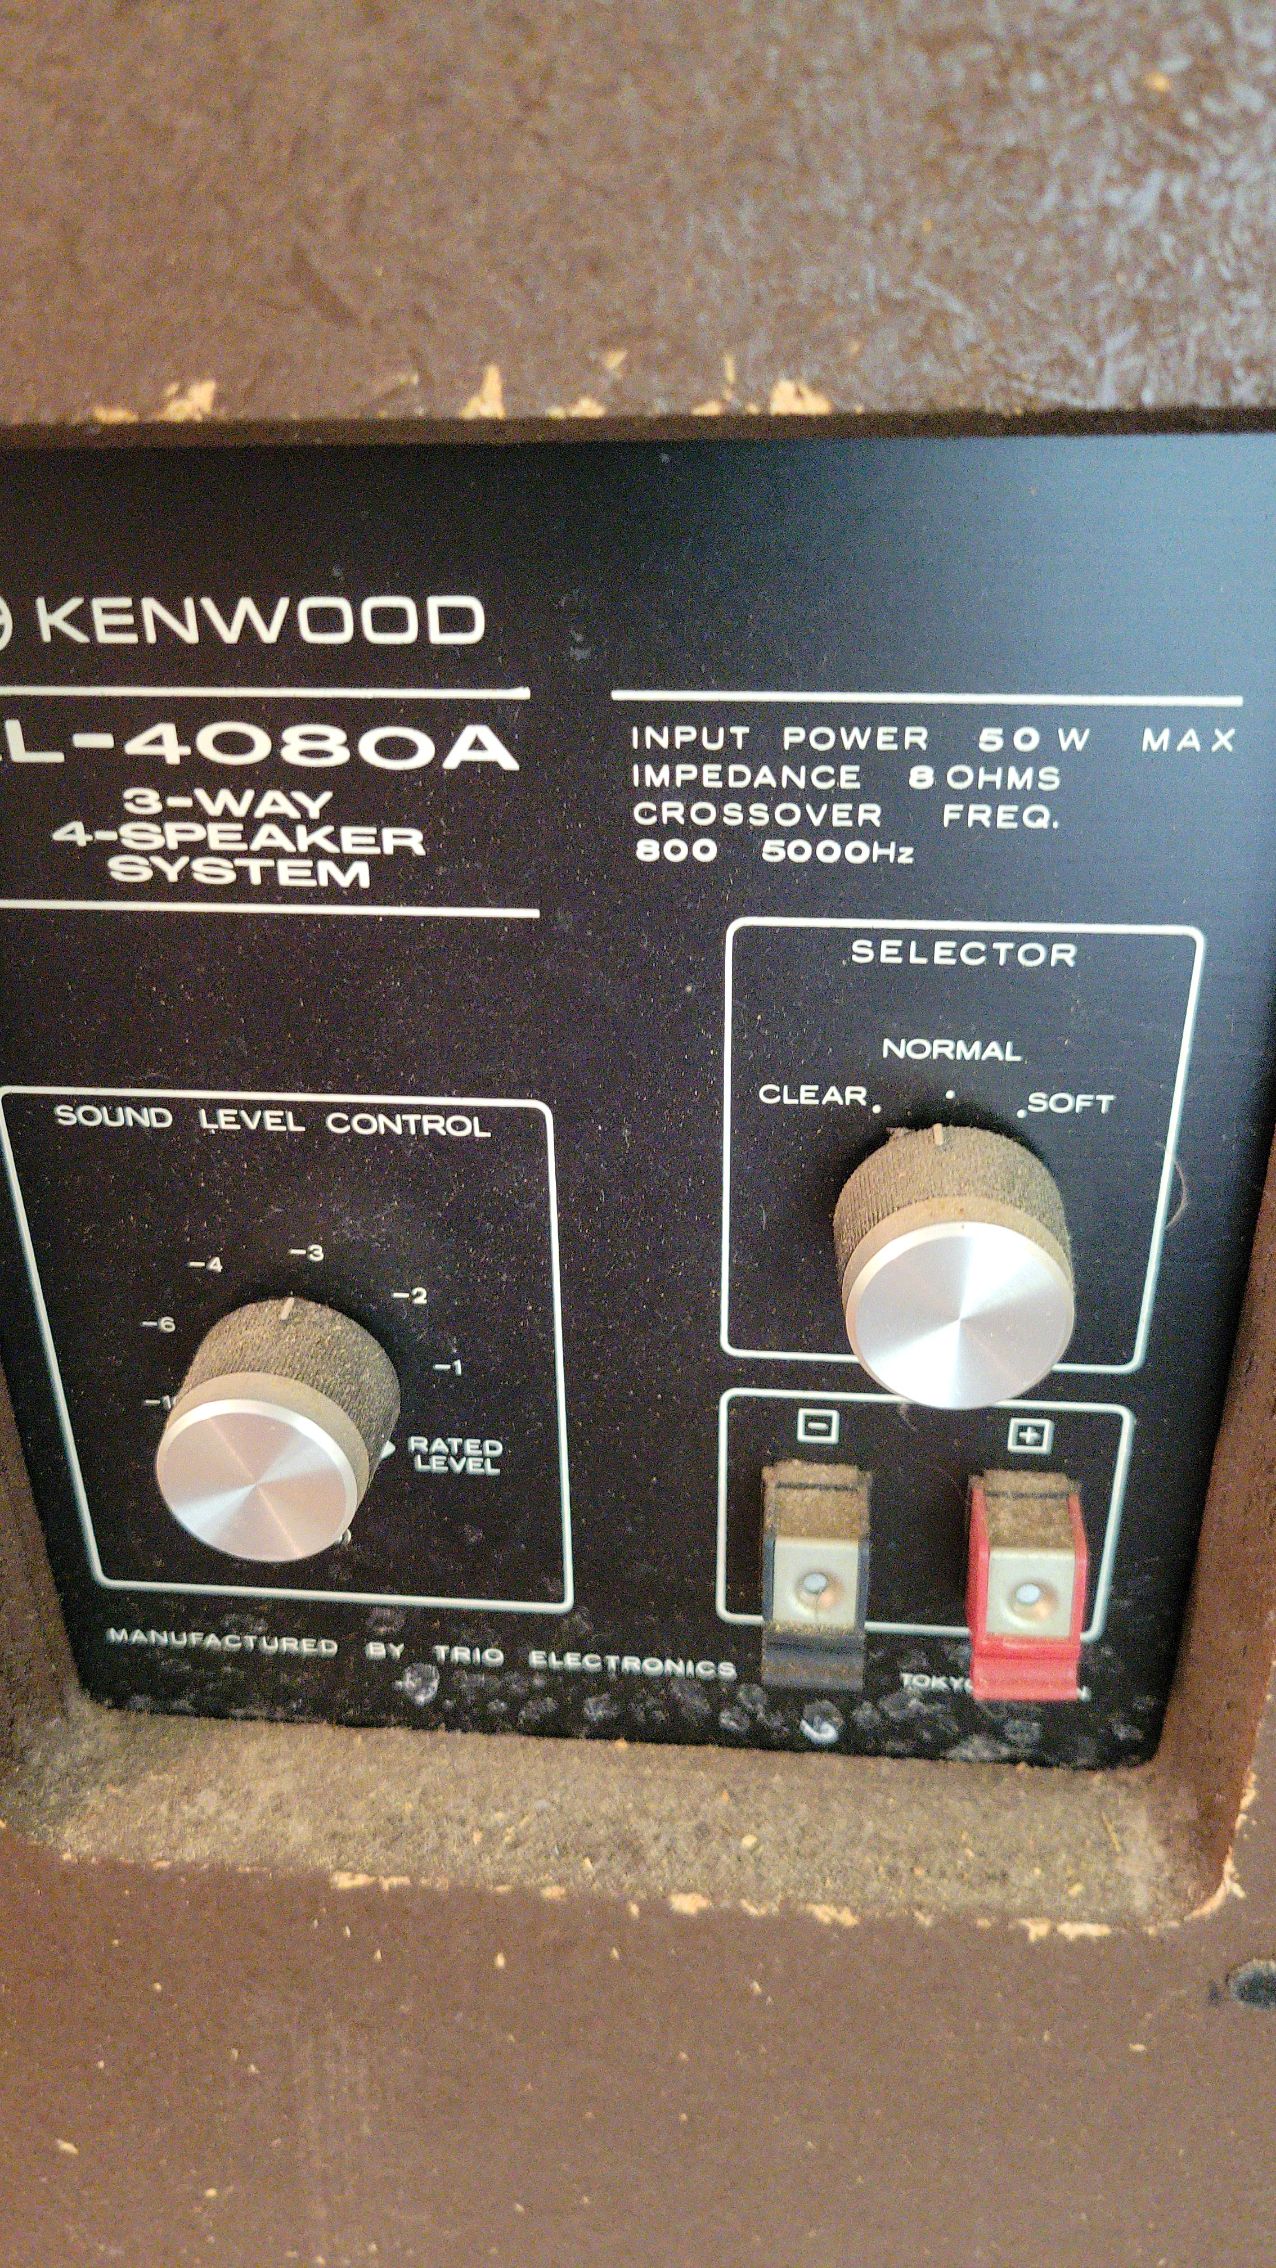 KENWOOD
L-4080A
3-WAY
4-SPEAKER
SYSTEM
INPUT POWER 50W MAX
IMPEDANCE 8 OHMS
CROSSOVER FREQ.
800 5000Hz
SELECTOR
NORMAL
CLEAR
SOFT
SOUND LEVEL CONTROL
-3
-4
-2
-6
-1
RATED
LEVEL
-
+
MANUFACTURED BY TRIO ELECTRONICS